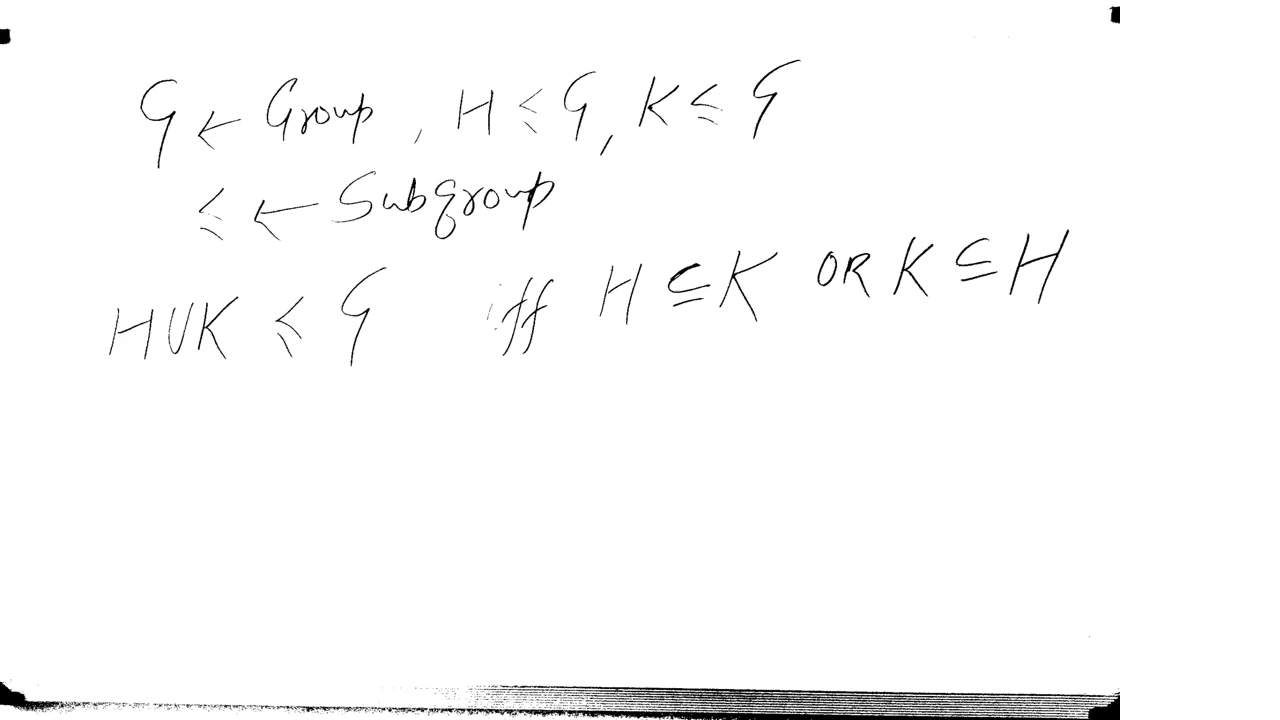 G ← Group, H ≤ G, K ≤ G
≤ ← Subgroup
H∪K ≤ G iff H ⊆ K OR K ⊆ H